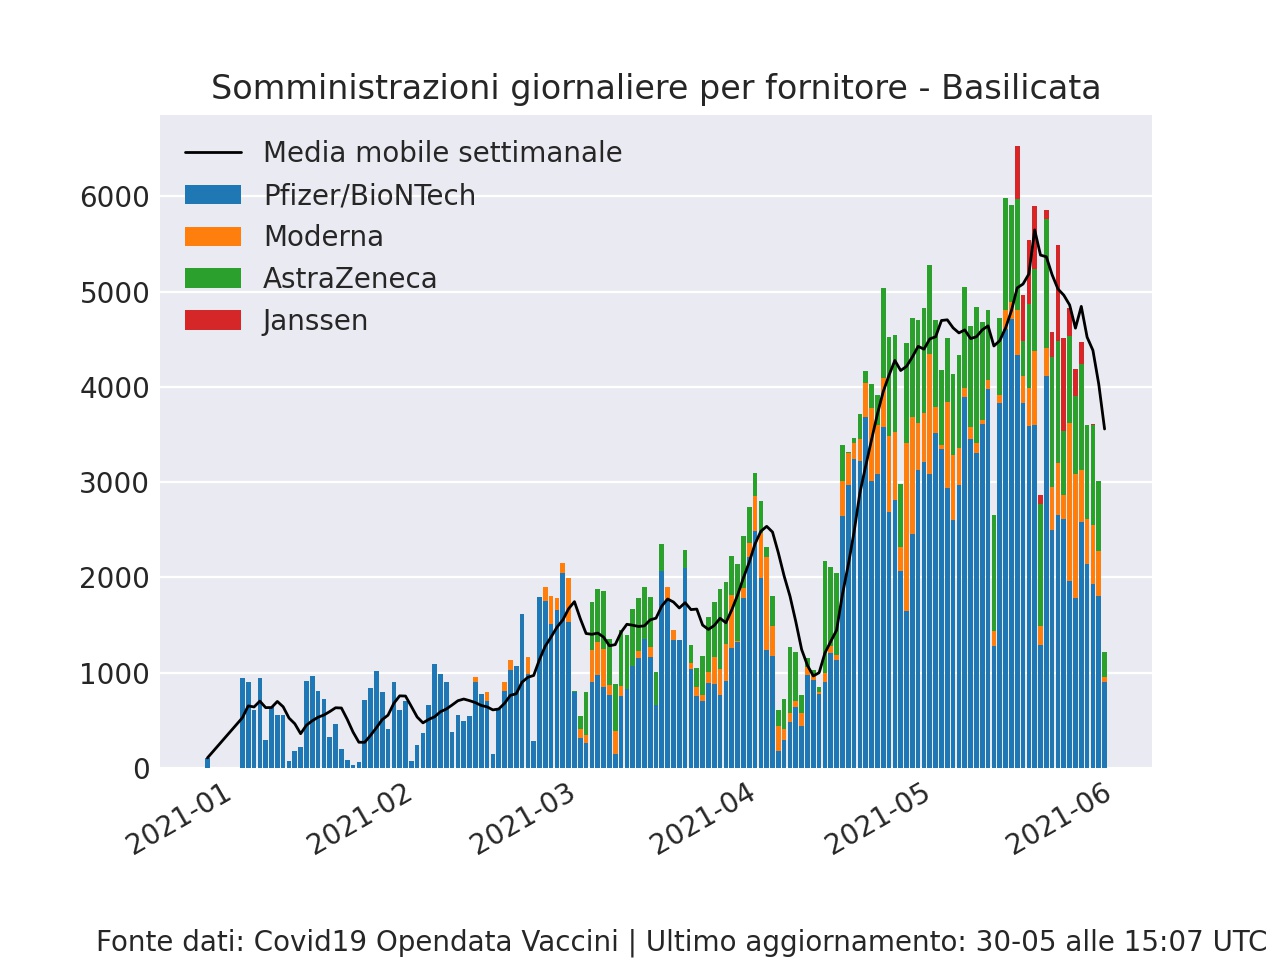 Somministrazioni giornaliere per fornitore - Basilicata
Media mobile settimanale
Pfizer/BioNTech
Moderna
AstraZeneca
Janssen
6000
5000
4000
3000
2000
1000
0
2021-01
2021-02
2021-03
2021-04
2021-05
2021-06
Fonte dati: Covid19 Opendata Vaccini | Ultimo aggiornamento: 30-05 alle 15:07 UTC